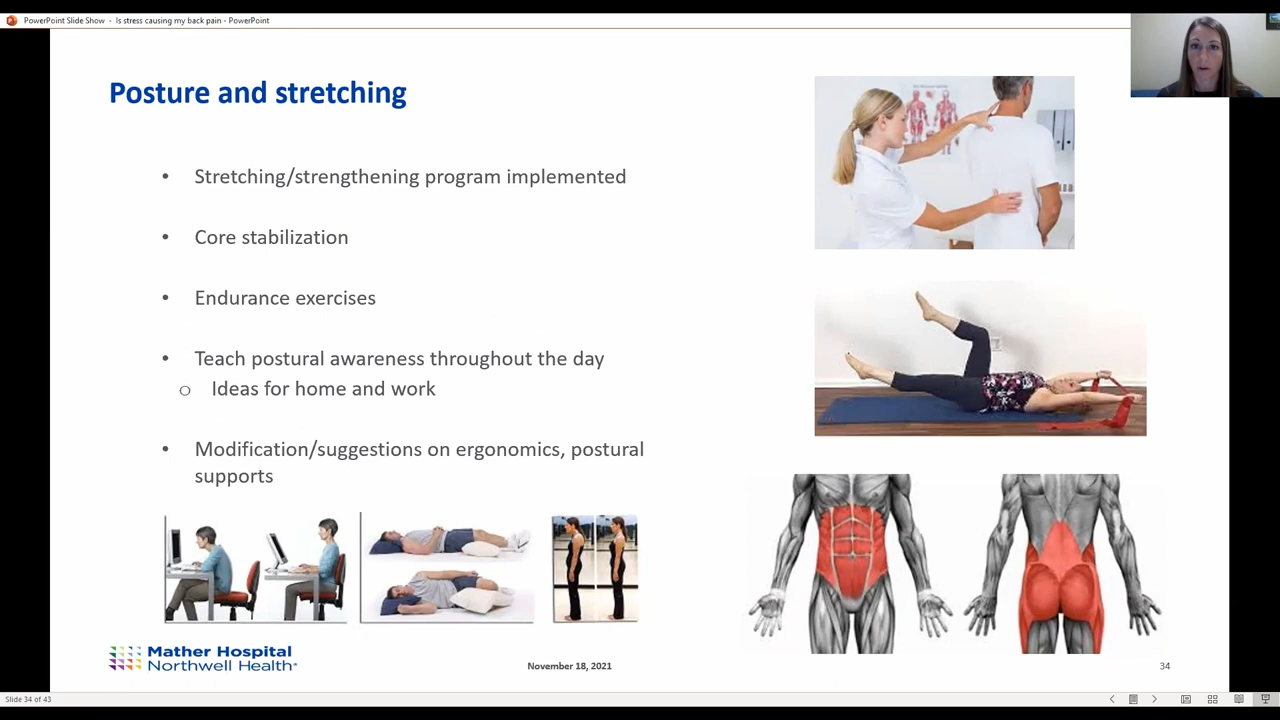 PowerPoint Slide Show - Is stress causing my back pain - PowerPoint
Posture and stretching
• Stretching/strengthening program implemented
• Core stabilization
• Endurance exercises
• Teach postural awareness throughout the day
o Ideas for home and work
• Modification/suggestions on ergonomics, postural
supports
Mather Hospital
Northwell Health®
November 18, 2021
34
Slide 34 of 43